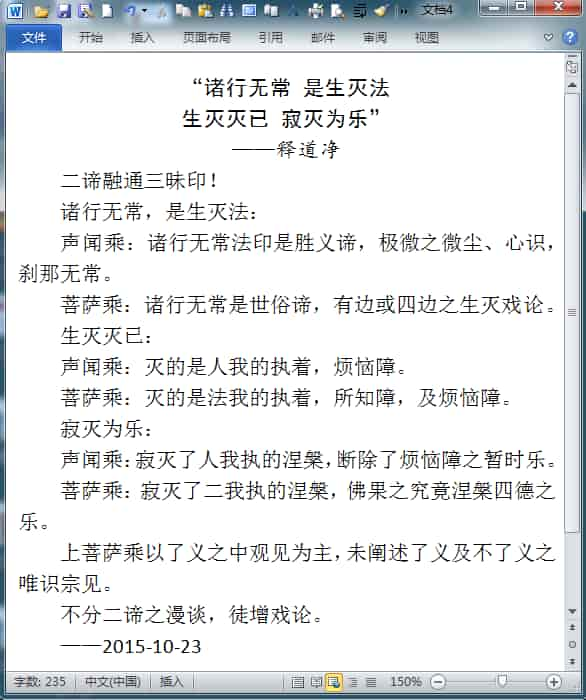 文档4
文件 开始 插入 页面布局 引用 邮件 审阅 视图
“诸行无常 是生灭法
生灭灭已 寂灭为乐”
——释道净
二谛融通三昧印！
诸行无常，是生灭法：
声闻乘：诸行无常法印是胜义谛，极微之微尘、心识，
刹那无常。
菩萨乘：诸行无常是世俗谛，有边或四边之生灭戏论。
生灭灭已：
声闻乘：灭的是人我的执着，烦恼障。
菩萨乘：灭的是法我的执着，所知障，及烦恼障。
寂灭为乐：
声闻乘：寂灭了人我执的涅槃，断除了烦恼障之暂时乐。
菩萨乘：寂灭了二我执的涅槃，佛果之究竟涅槃四德之
乐。
上菩萨乘以了义之中观见为主，未阐述了义及不了义之
唯识宗见。
不分二谛之漫谈，徒增戏论。
——2015-10-23
字数: 235 中文(中国) 插入 150%